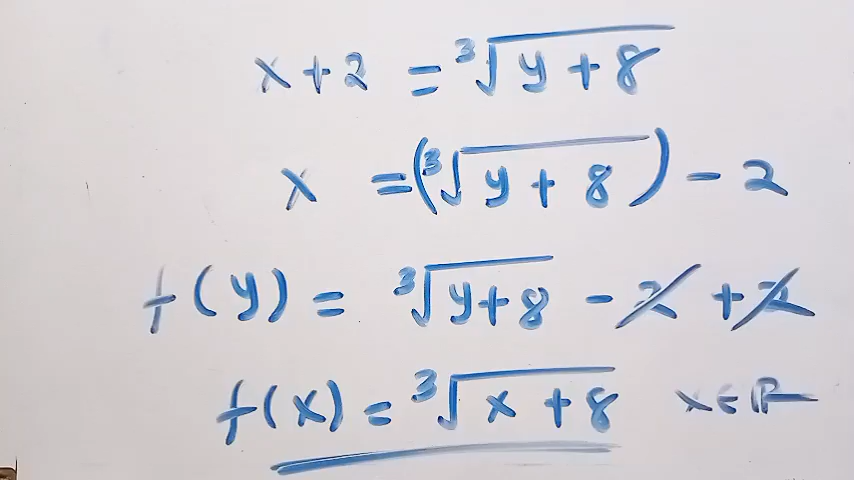 x + 2 = ∛(y + 8)
x = (∛(y + 8)) - 2
f(y) = ∛(y + 8) - 2 + 2
f(x) = ∛(x + 8) x ∈ ℝ